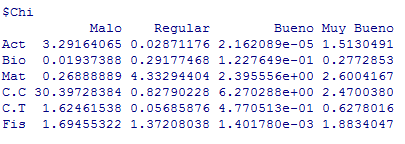 $Chi
Malo Regular Bueno Muy Bueno
Act 3.29164065 0.02871176 2.162089e-05 1.5130491
Bio 0.01937388 0.29177468 1.227649e-01 0.2772853
Mat 0.26888889 4.33294404 2.395556e+00 2.6004167
C.C 30.39728384 0.82790228 6.270288e+00 2.4700380
C.T 1.62461538 0.05685876 4.770513e-01 0.6278016
Fis 1.69455322 1.37208038 1.401780e-03 1.8834047